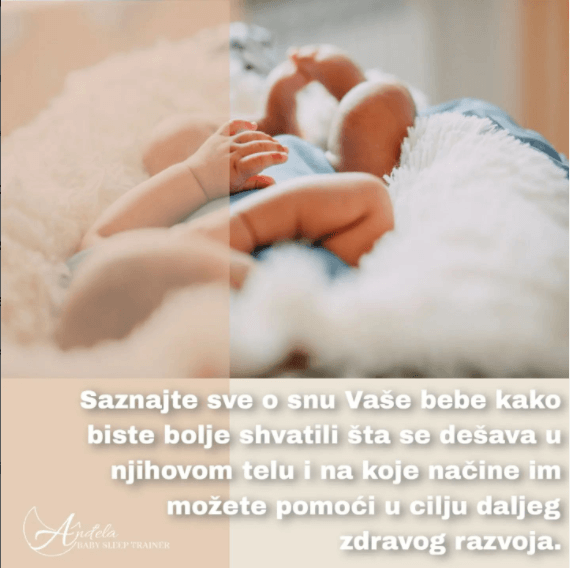 Saznajte sve o snu Vaše bebe kako
biste bolje shvatili šta se dešava u
njihovom telu i na koje načine im
možete pomoći u cilju daljeg
zdravog razvoja.
Anđela
BABY SLEEP TRAINER